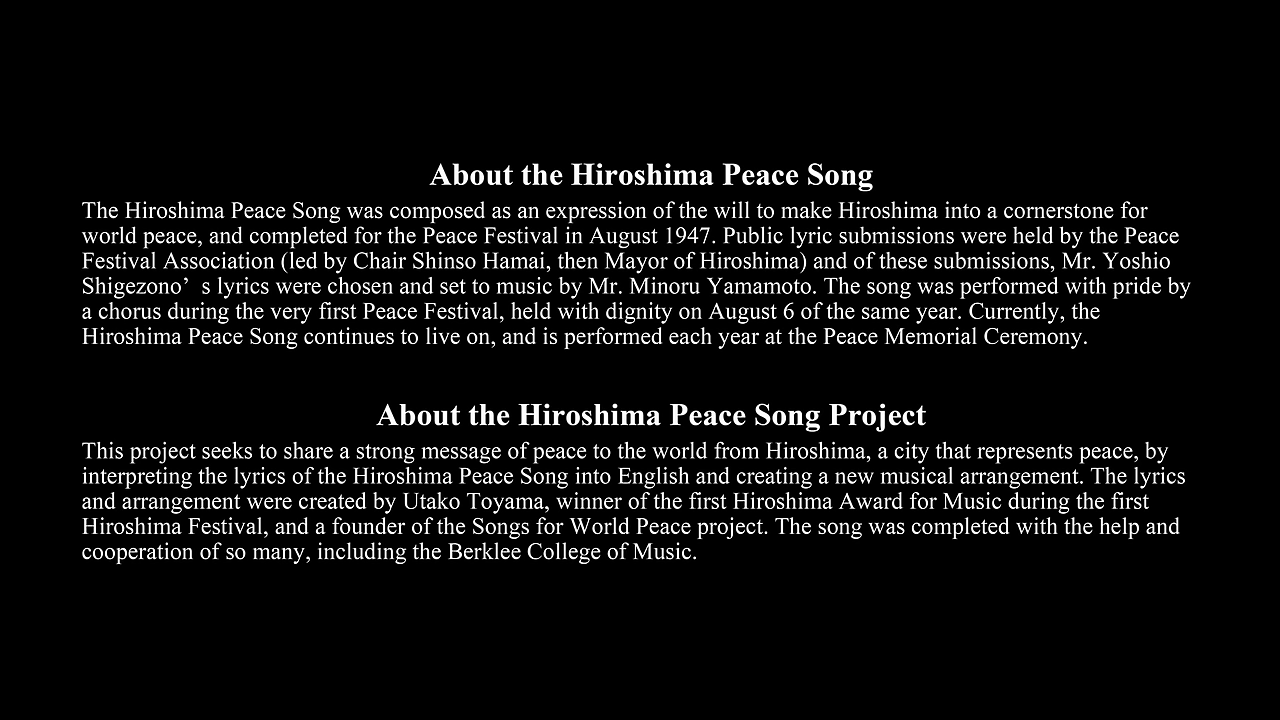 About the Hiroshima Peace Song
The Hiroshima Peace Song was composed as an expression of the will to make Hiroshima into a cornerstone for
world peace, and completed for the Peace Festival in August 1947. Public lyric submissions were held by the Peace
Festival Association (led by Chair Shinso Hamai, then Mayor of Hiroshima) and of these submissions, Mr. Yoshio
Shigezono’ s lyrics were chosen and set to music by Mr. Minoru Yamamoto. The song was performed with pride by
a chorus during the very first Peace Festival, held with dignity on August 6 of the same year. Currently, the
Hiroshima Peace Song continues to live on, and is performed each year at the Peace Memorial Ceremony.
About the Hiroshima Peace Song Project
This project seeks to share a strong message of peace to the world from Hiroshima, a city that represents peace, by
interpreting the lyrics of the Hiroshima Peace Song into English and creating a new musical arrangement. The lyrics
and arrangement were created by Utako Toyama, winner of the first Hiroshima Award for Music during the first
Hiroshima Festival, and a founder of the Songs for World Peace project. The song was completed with the help and
cooperation of so many, including the Berklee College of Music.